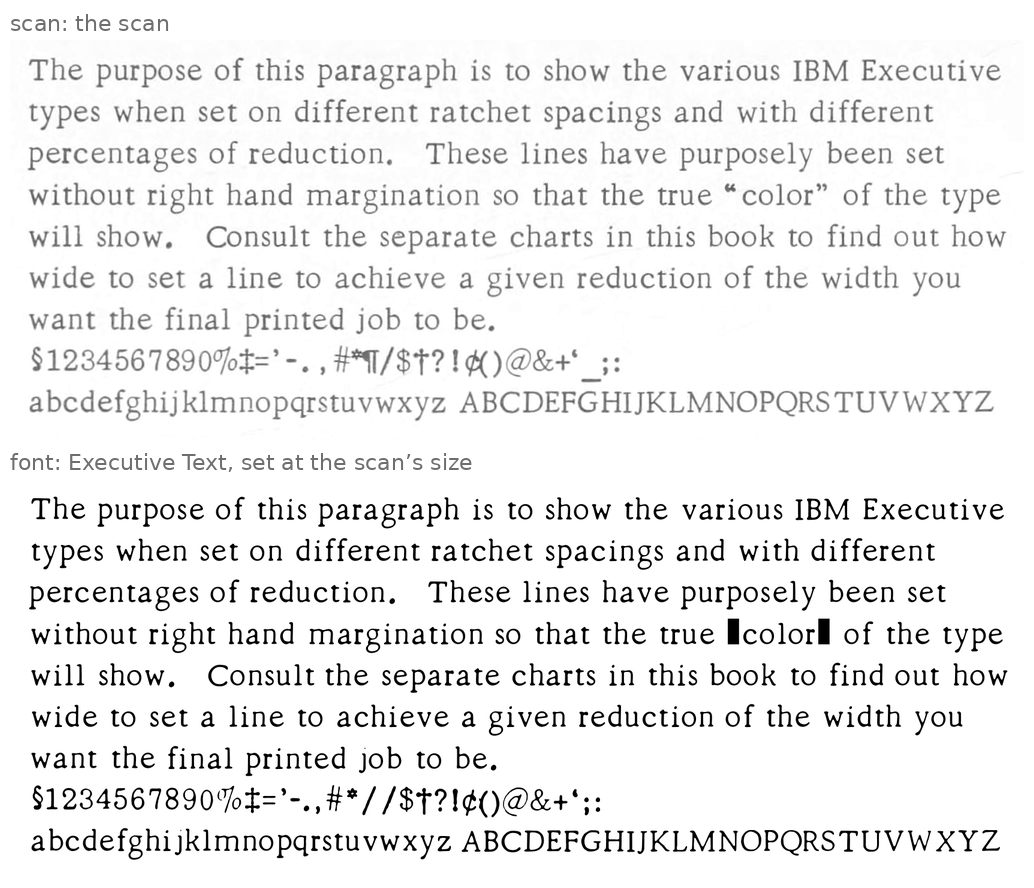 scan: the scan
The purpose of this paragraph is to show the various IBM Executive
types when set on different ratchet spacings and with different
percentages of reduction.  These lines have purposely been set
without right hand margination so that the true “color” of the type
will show.  Consult the separate charts in this book to find out how
wide to set a line to achieve a given reduction of the width you
want the final printed job to be.
§1234567890%‡=’-.,#*¶/$†?!¢()@&+‘_;:
abcdefghijklmnopqrstuvwxyz ABCDEFGHIJKLMNOPQRSTUVWXYZ
font: Executive Text, set at the scan’s size
The purpose of this paragraph is to show the various IBM Executive
types when set on different ratchet spacings and with different
percentages of reduction.  These lines have purposely been set
without right hand margination so that the true ▮color▮ of the type
will show.  Consult the separate charts in this book to find out how
wide to set a line to achieve a given reduction of the width you
want the final printed job to be.
§1234567890%‡=’-.,#*//$†?!¢()@&+‘;:
abcdefghijklmnopqrstuvwxyz ABCDEFGHIJKLMNOPQRSTUVWXYZ